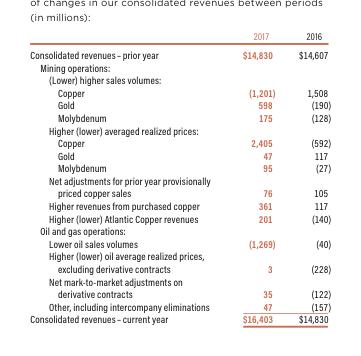 of changes in our consolidated revenues between periods
(in millions):
2017 2016
Consolidated revenues – prior year $14,830 $14,607
Mining operations:
(Lower) higher sales volumes:
Copper (1,201) 1,508
Gold 598 (190)
Molybdenum 175 (128)
Higher (lower) averaged realized prices:
Copper 2,405 (592)
Gold 47 117
Molybdenum 95 (27)
Net adjustments for prior year provisionally
priced copper sales 76 105
Higher revenues from purchased copper 361 117
Higher (lower) Atlantic Copper revenues 201 (140)
Oil and gas operations:
Lower oil sales volumes (1,269) (40)
Higher (lower) oil average realized prices,
excluding derivative contracts 3 (228)
Net mark-to-market adjustments on
derivative contracts 35 (122)
Other, including intercompany eliminations 47 (157)
Consolidated revenues – current year $16,403 $14,830